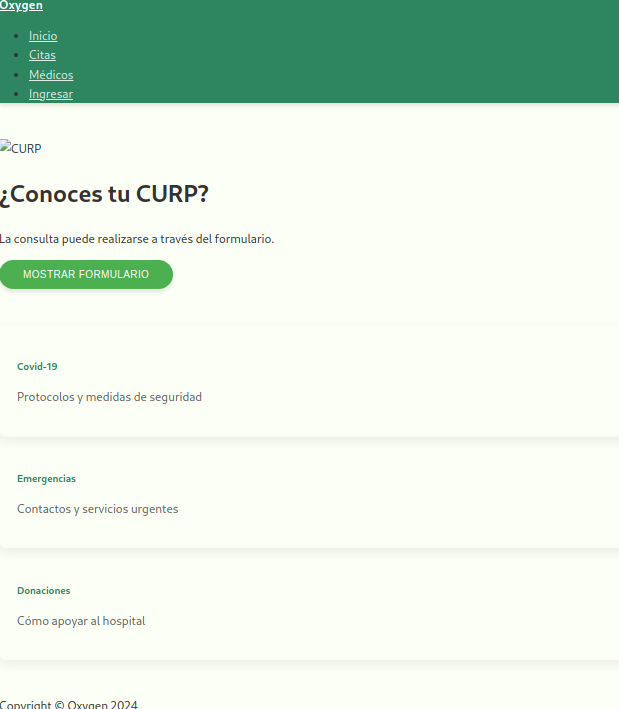 Oxygen
Inicio
Citas
Médicos
Ingresar
CURP
¿Conoces tu CURP?
La consulta puede realizarse a través del formulario.
MOSTRAR FORMULARIO
Covid-19
Protocolos y medidas de seguridad
Emergencias
Contactos y servicios urgentes
Donaciones
Cómo apoyar al hospital
Copyright © Oxygen 2024